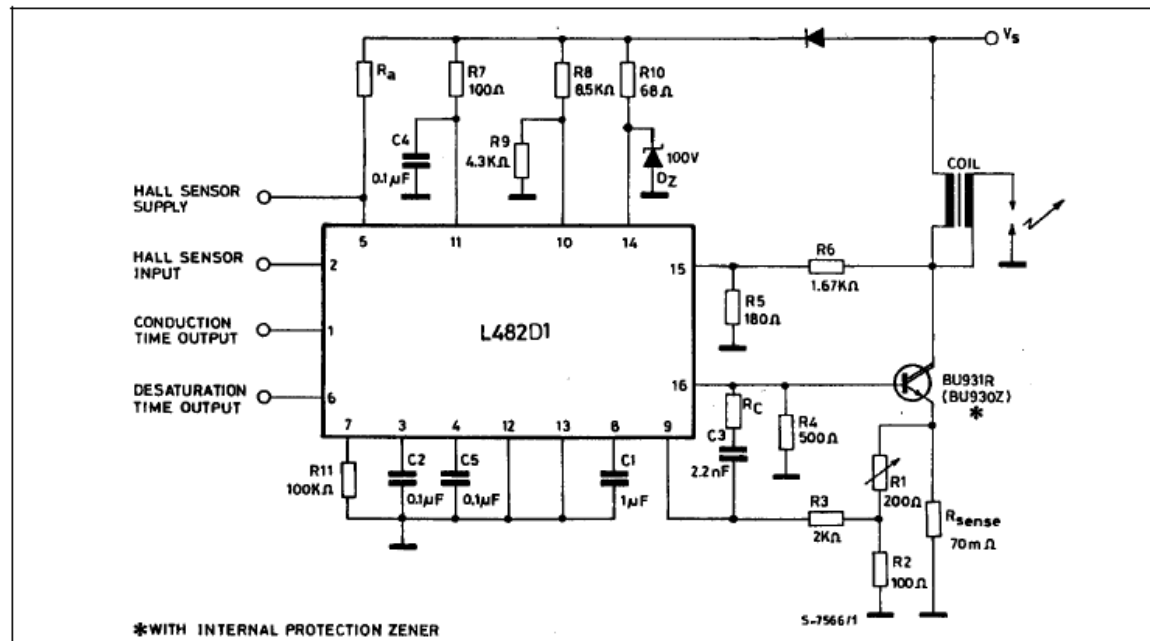 Vs
Ra
R7
100Ω
R8
8.5KΩ
R10
68Ω
C4
0.1µF
R9
4.3KΩ
100V
DZ
COIL
HALL SENSOR
SUPPLY
5
11
10
14
HALL SENSOR
INPUT
2
15
R6
1.67KΩ
R5
180Ω
CONDUCTION
TIME OUTPUT
1
L482D1
DESATURATION
TIME OUTPUT
6
16
BU931R
(BU930Z)
*
RC
C3
2.2nF
R4
500Ω
7
3
4
12
13
8
9
R11
100KΩ
C2
0.1µF
C5
0.1µF
C1
1µF
R1
200Ω
R3
2KΩ
Rsense
70mΩ
R2
100Ω
S-7566/1
*WITH INTERNAL PROTECTION ZENER